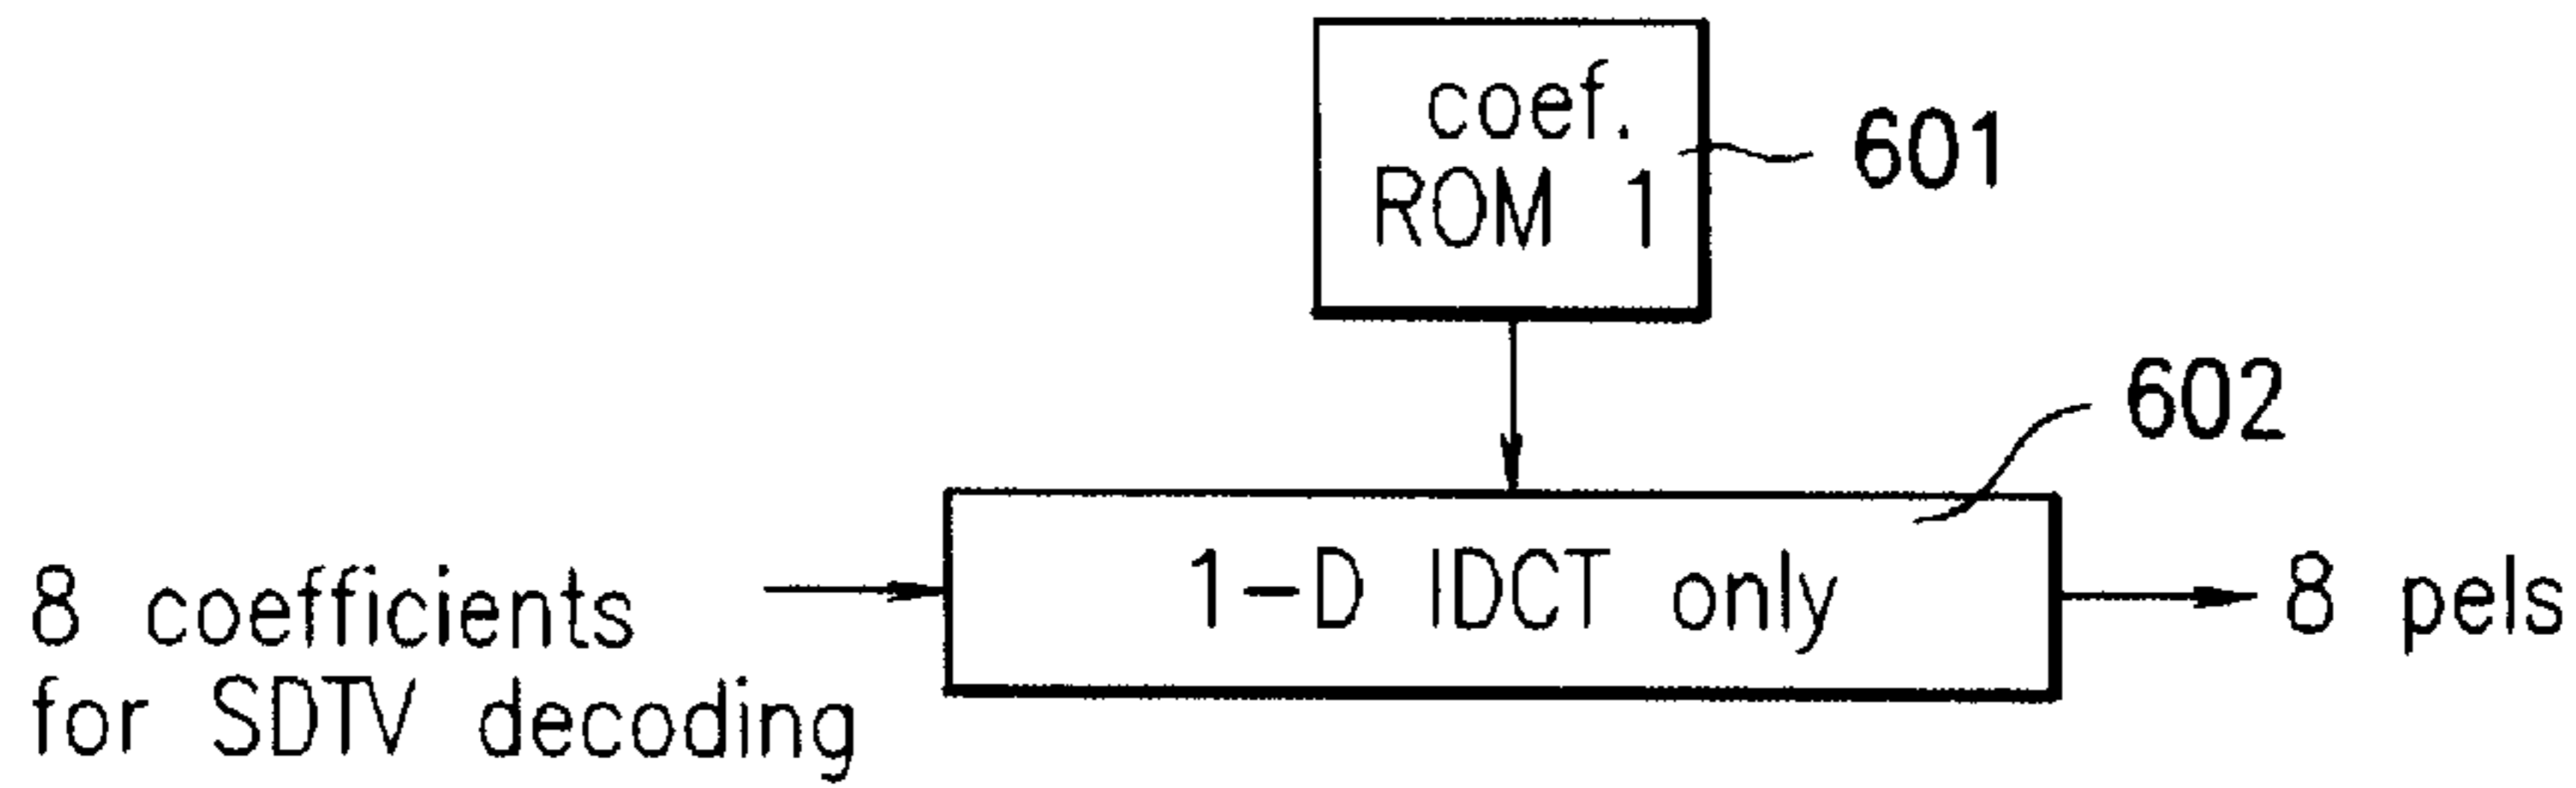 coef.
ROM 1
601
602
1-D IDCT only
8 coefficients
for SDTV decoding
8 pels